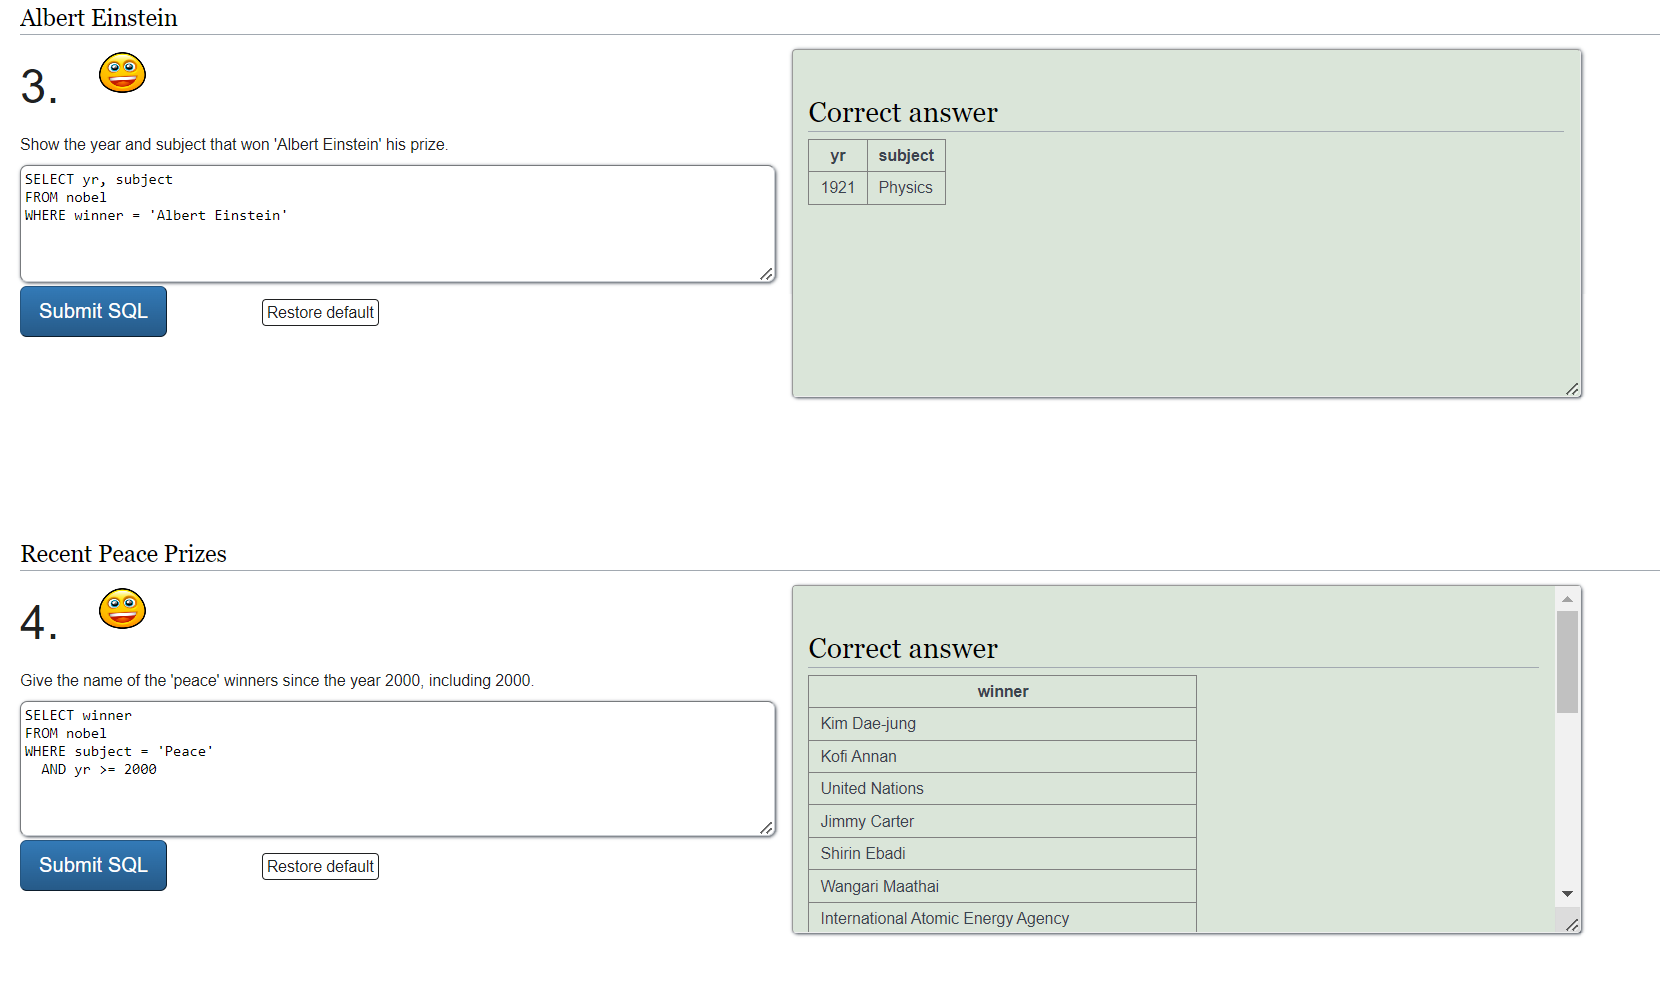 Albert Einstein
3.
Show the year and subject that won 'Albert Einstein' his prize.
SELECT yr, subject
FROM nobel
WHERE winner = 'Albert Einstein'
Submit SQL
Restore default
Correct answer
yr subject
1921 Physics
Recent Peace Prizes
4.
Give the name of the 'peace' winners since the year 2000, including 2000.
SELECT winner
FROM nobel
WHERE subject = 'Peace'
  AND yr >= 2000
Submit SQL
Restore default
Correct answer
winner
Kim Dae-jung
Kofi Annan
United Nations
Jimmy Carter
Shirin Ebadi
Wangari Maathai
International Atomic Energy Agency